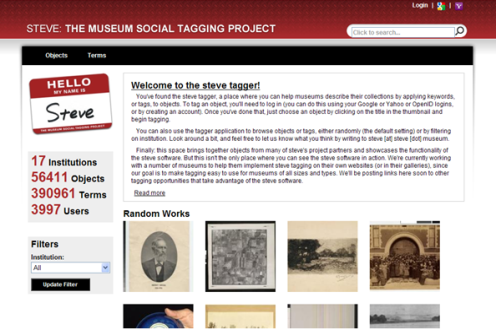 Login | |
STEVE: THE MUSEUM SOCIAL TAGGING PROJECT
Click to search...
Objects Terms
HELLO
MY NAME IS
Steve
THE MUSEUM SOCIAL TAGGING PROJECT
Welcome to the steve tagger!
You've found the steve tagger, a place where you can help museums describe their collections by applying keywords,
or tags, to objects. To tag an object, you'll need to log in (you can do this using your Google or Yahoo or OpenID logins,
or by creating an account). Once you've done that, just choose an object by clicking on the title in the thumbnail and
begin tagging.
You can also use the tagger application to browse objects or tags, either randomly (the default setting) or by filtering
on institution. Look around a bit, and feel free to let us know what you think by writing to steve [at] steve [dot] museum.
Finally: this space brings together objects from many of steve's project partners and showcases the functionality of
the steve software. But this isn't the only place where you can see the steve software in action. We're currently working
with a number of museums to help them implement steve tagging on their own websites (or in their galleries), since
our goal is to make tagging easy to use for museums of all sizes and types. We'll be posting links here soon to other
tagging opportunities that take advantage of the steve software.
Read more
17 Institutions
56411 Objects
390961 Terms
3997 Users
Filters
Institution:
All
Update Filter
Random Works